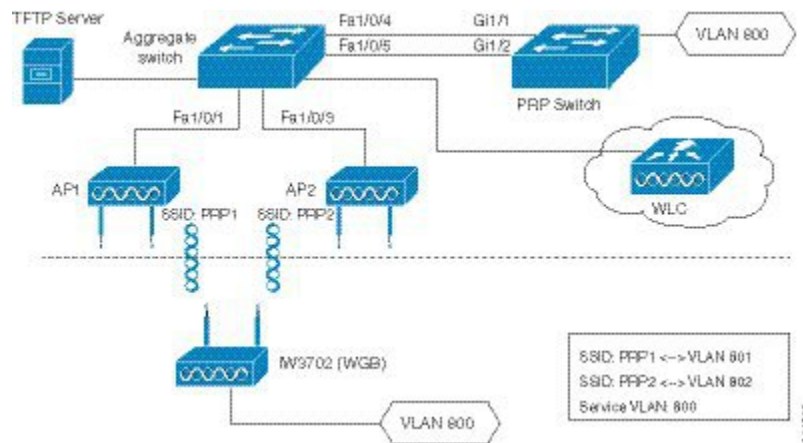 TFTP Server
Aggregate
switch
Fa1/0/4
Gi1/1
Fa1/0/5
Gi1/2
VLAN 800
PRP Switch
Fa1/0/1
Fa1/0/3
AP1
AP2
SSID: PRP1
SSID: PRP2
WLC
IW3702 (WGB)
VLAN 800
SSID: PRP1 <--> VLAN 801
SSID: PRP2 <--> VLAN 802
Service VLAN: 800